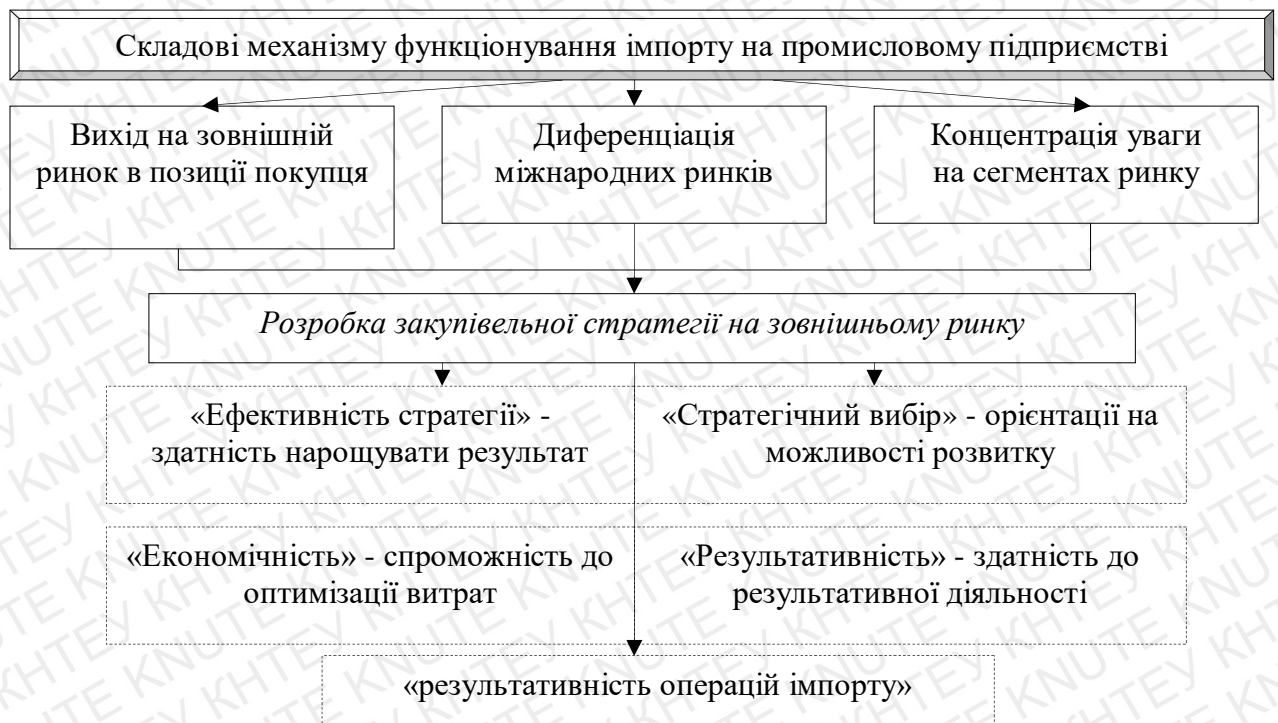 Складові механізму функціонування імпорту на промисловому підприємстві
Вихід на зовнішній
ринок в позиції покупця
Диференціація
міжнародних ринків
Концентрація уваги
на сегментах ринку
Розробка закупівельної стратегії на зовнішньому ринку
«Ефективність стратегії» -
здатність нарощувати результат
«Стратегічний вибір» - орієнтації на
можливості розвитку
«Економічність» - спроможність до
оптимізації витрат
«Результативність» - здатність до
результативної діяльності
«результативність операцій імпорту»